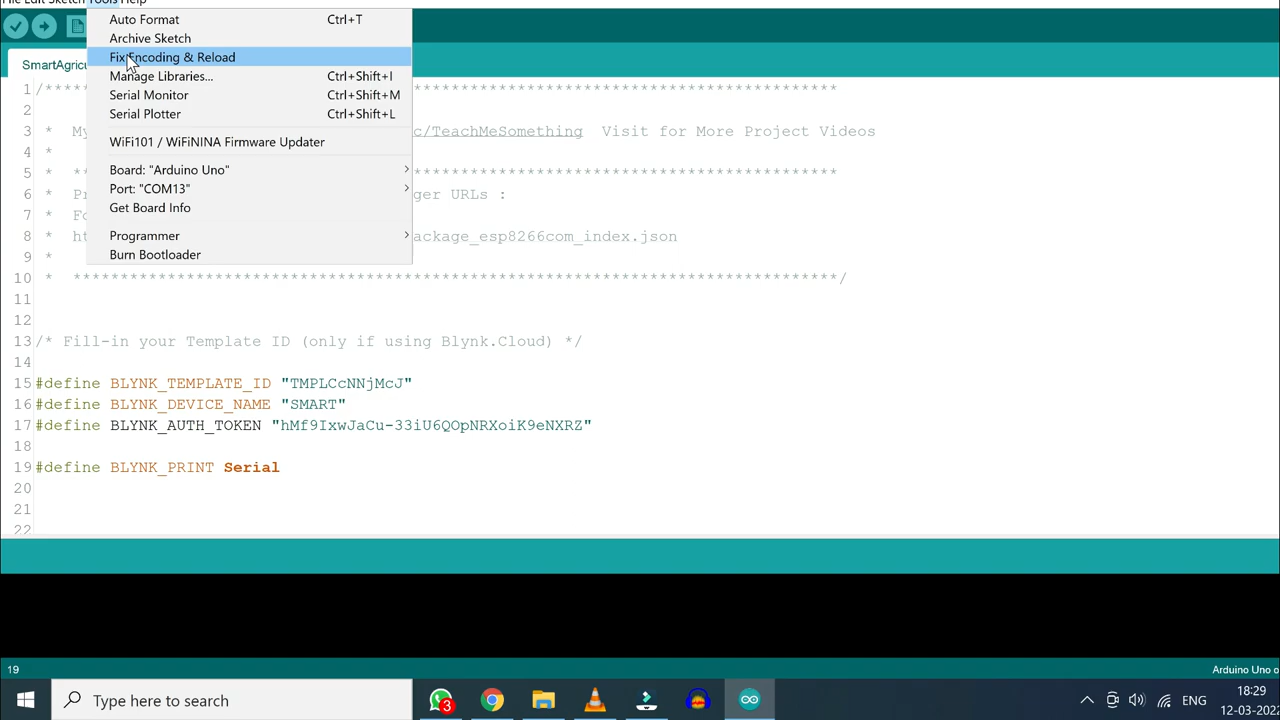 File Edit Sketch Tools Help
Auto Format Ctrl+T
Archive Sketch
Fix Encoding & Reload
Manage Libraries... Ctrl+Shift+I
Serial Monitor Ctrl+Shift+M
Serial Plotter Ctrl+Shift+L
WiFi101 / WiFiNINA Firmware Updater
Board: "Arduino Uno"
Port: "COM13"
Get Board Info
Programmer
Burn Bootloader
SmartAgricu
1 /**********************************************************************************
2
3 * My c/TeachMeSomething Visit for More Project Videos
4 *
5 * **********************************************************************************
6 * Pr ger URLs :
7 * Fo
8 * ht ackage_esp8266com_index.json
9 *
10 * **********************************************************************************/
11
12
13 /* Fill-in your Template ID (only if using Blynk.Cloud) */
14
15 #define BLYNK_TEMPLATE_ID "TMPLCcNNjMcJ"
16 #define BLYNK_DEVICE_NAME "SMART"
17 #define BLYNK_AUTH_TOKEN "hMf9IxwJaCu-33iU6QOpNRXoiK9eNXRZ"
18
19 #define BLYNK_PRINT Serial
20
21
22
19 Arduino Uno o
Type here to search
3
ENG
18:29
12-03-2022